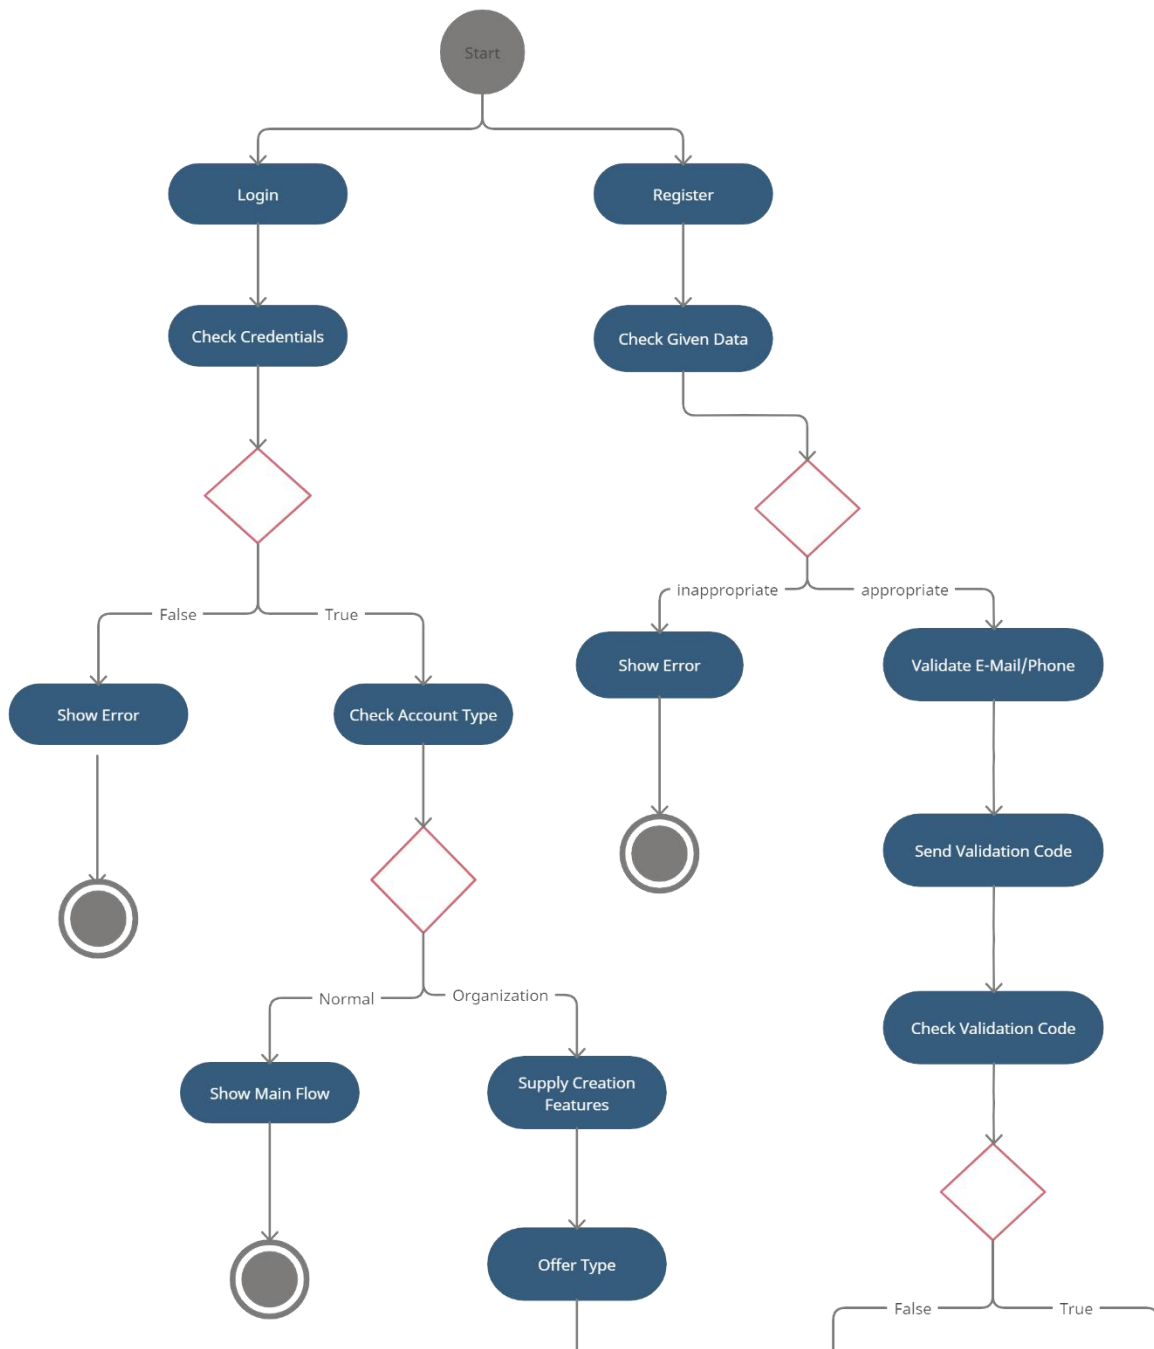 Start
Login
Register
Check Credentials
Check Given Data
inappropriate
appropriate
False
True
Show Error
Validate E-Mail/Phone
Show Error
Check Account Type
Send Validation Code
Normal
Organization
Check Validation Code
Show Main Flow
Supply Creation
Features
Offer Type
False
True